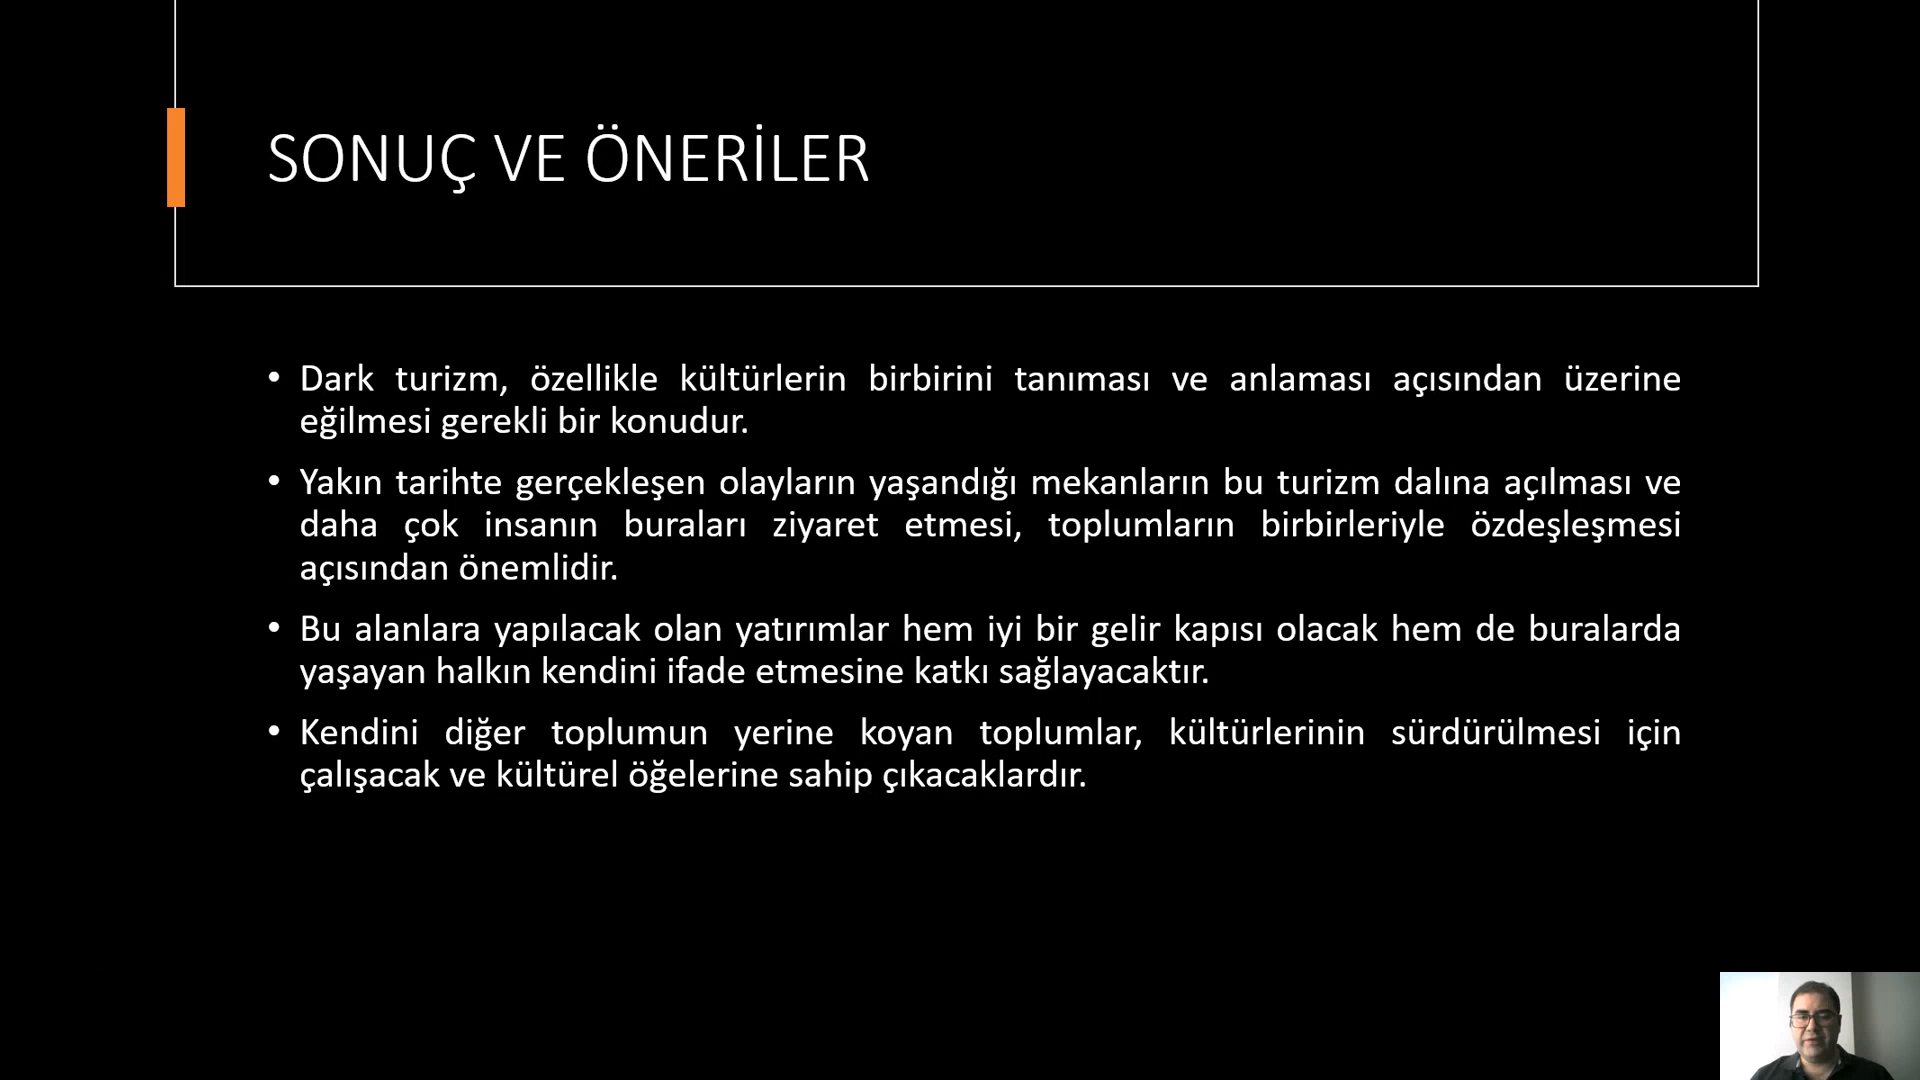 SONUÇ VE ÖNERİLER
• Dark turizm, özellikle kültürlerin birbirini tanıması ve anlaması açısından üzerine
eğilmesi gerekli bir konudur.
• Yakın tarihte gerçekleşen olayların yaşandığı mekanların bu turizm dalına açılması ve
daha çok insanın buraları ziyaret etmesi, toplumların birbirleriyle özdeşleşmesi
açısından önemlidir.
• Bu alanlara yapılacak olan yatırımlar hem iyi bir gelir kapısı olacak hem de buralarda
yaşayan halkın kendini ifade etmesine katkı sağlayacaktır.
• Kendini diğer toplumun yerine koyan toplumlar, kültürlerinin sürdürülmesi için
çalışacak ve kültürel öğelerine sahip çıkacaklardır.